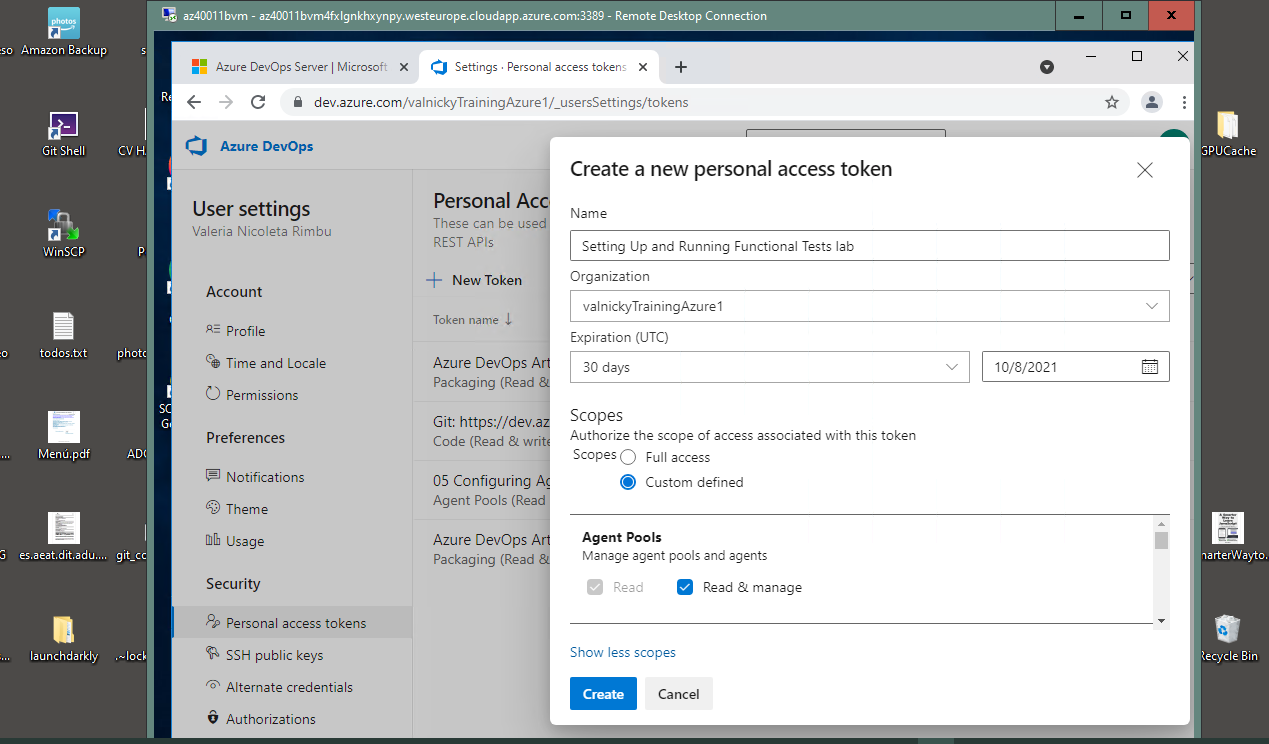 az40011bvm - az40011bvm4fxlgnkhxynpy.westeurope.cloudapp.azure.com:3389 - Remote Desktop Connection
Amazon Backup
Git Shell
CV H
WinSCP
todos.txt
photo
Menú.pdf
es.aeat.dit.adu....
git_co
launchdarkly
.~lock
GPUCache
Recycle Bin
Azure DevOps Server | Microsoft
Settings · Personal access tokens
dev.azure.com/valnickyTrainingAzure1/_usersSettings/tokens
Azure DevOps
User settings
Valeria Nicoleta Rimbu
Account
Profile
Time and Locale
Permissions
Preferences
Notifications
Theme
Usage
Security
Personal access tokens
SSH public keys
Alternate credentials
Authorizations
Personal Acc
These can be used
REST APIs
New Token
Token name ↓
Azure DevOps Art
Packaging (Read &
Git: https://dev.az
Code (Read & write
05 Configuring Ag
Agent Pools (Read
Azure DevOps Art
Packaging (Read &
Create a new personal access token
Name
Setting Up and Running Functional Tests lab
Organization
valnickyTrainingAzure1
Expiration (UTC)
30 days
10/8/2021
Scopes
Authorize the scope of access associated with this token
Scopes
Full access
Custom defined
Agent Pools
Manage agent pools and agents
Read
Read & manage
Show less scopes
Create
Cancel